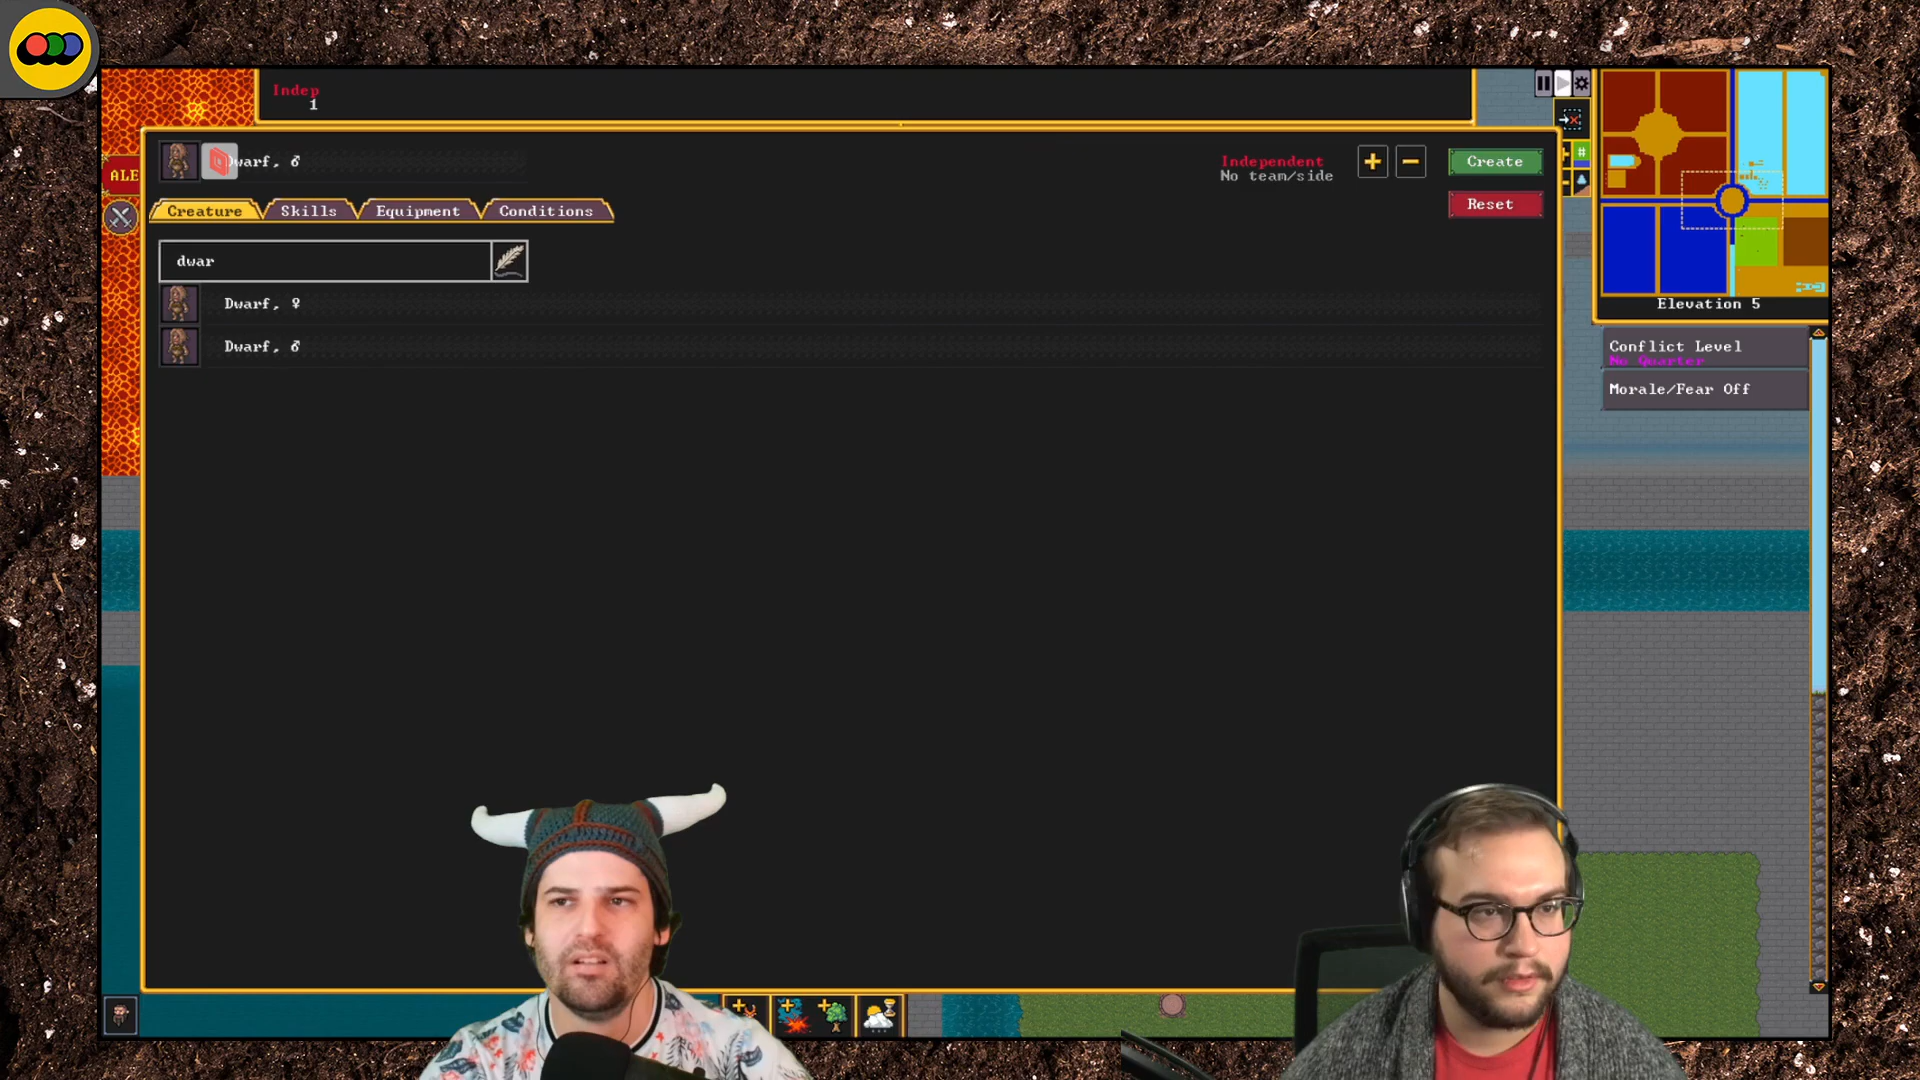 Indep
1
ALE
Dwarf, ♂
Independent
No team/side
Create
Reset
Creature
Skills
Equipment
Conditions
dwar
Dwarf, ♀
Dwarf, ♂
Elevation 5
Conflict Level
No Quarter
Morale/Fear Off